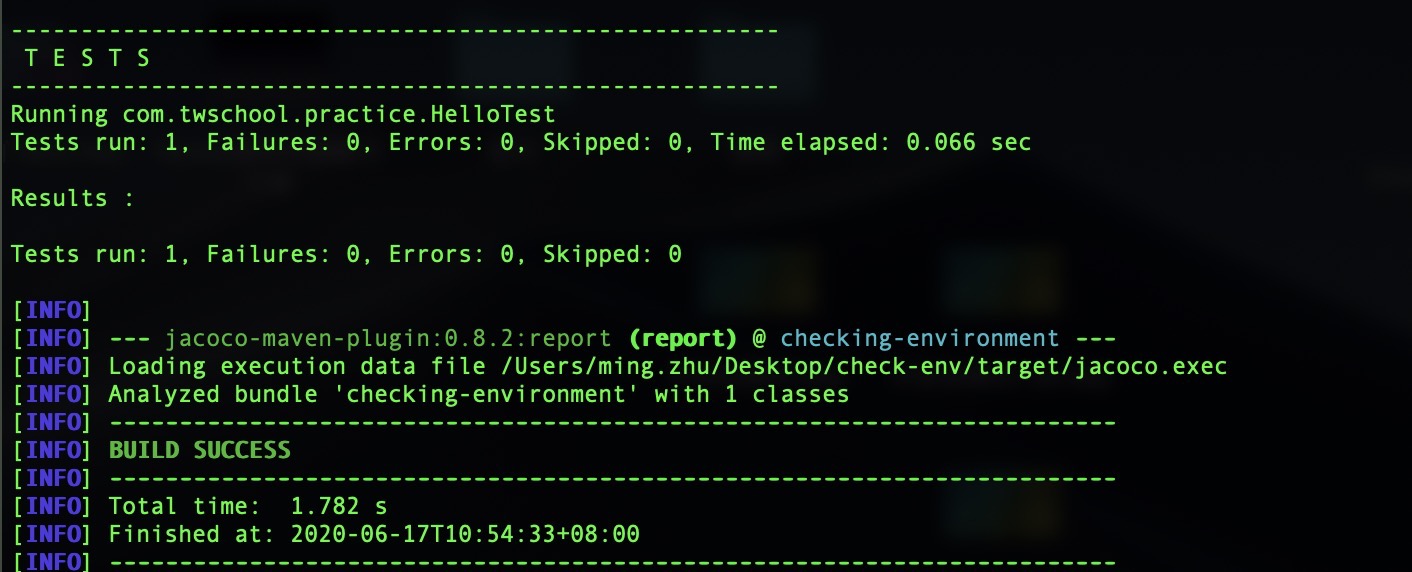 -------------------------------------------------------
 T E S T S
-------------------------------------------------------
Running com.twschool.practice.HelloTest
Tests run: 1, Failures: 0, Errors: 0, Skipped: 0, Time elapsed: 0.066 sec
Results :
Tests run: 1, Failures: 0, Errors: 0, Skipped: 0
[INFO]
[INFO] --- jacoco-maven-plugin:0.8.2:report (report) @ checking-environment ---
[INFO] Loading execution data file /Users/ming.zhu/Desktop/check-env/target/jacoco.exec
[INFO] Analyzed bundle 'checking-environment' with 1 classes
[INFO] ------------------------------------------------------------------------
[INFO] BUILD SUCCESS
[INFO] ------------------------------------------------------------------------
[INFO] Total time:  1.782 s
[INFO] Finished at: 2020-06-17T10:54:33+08:00
[INFO] ------------------------------------------------------------------------